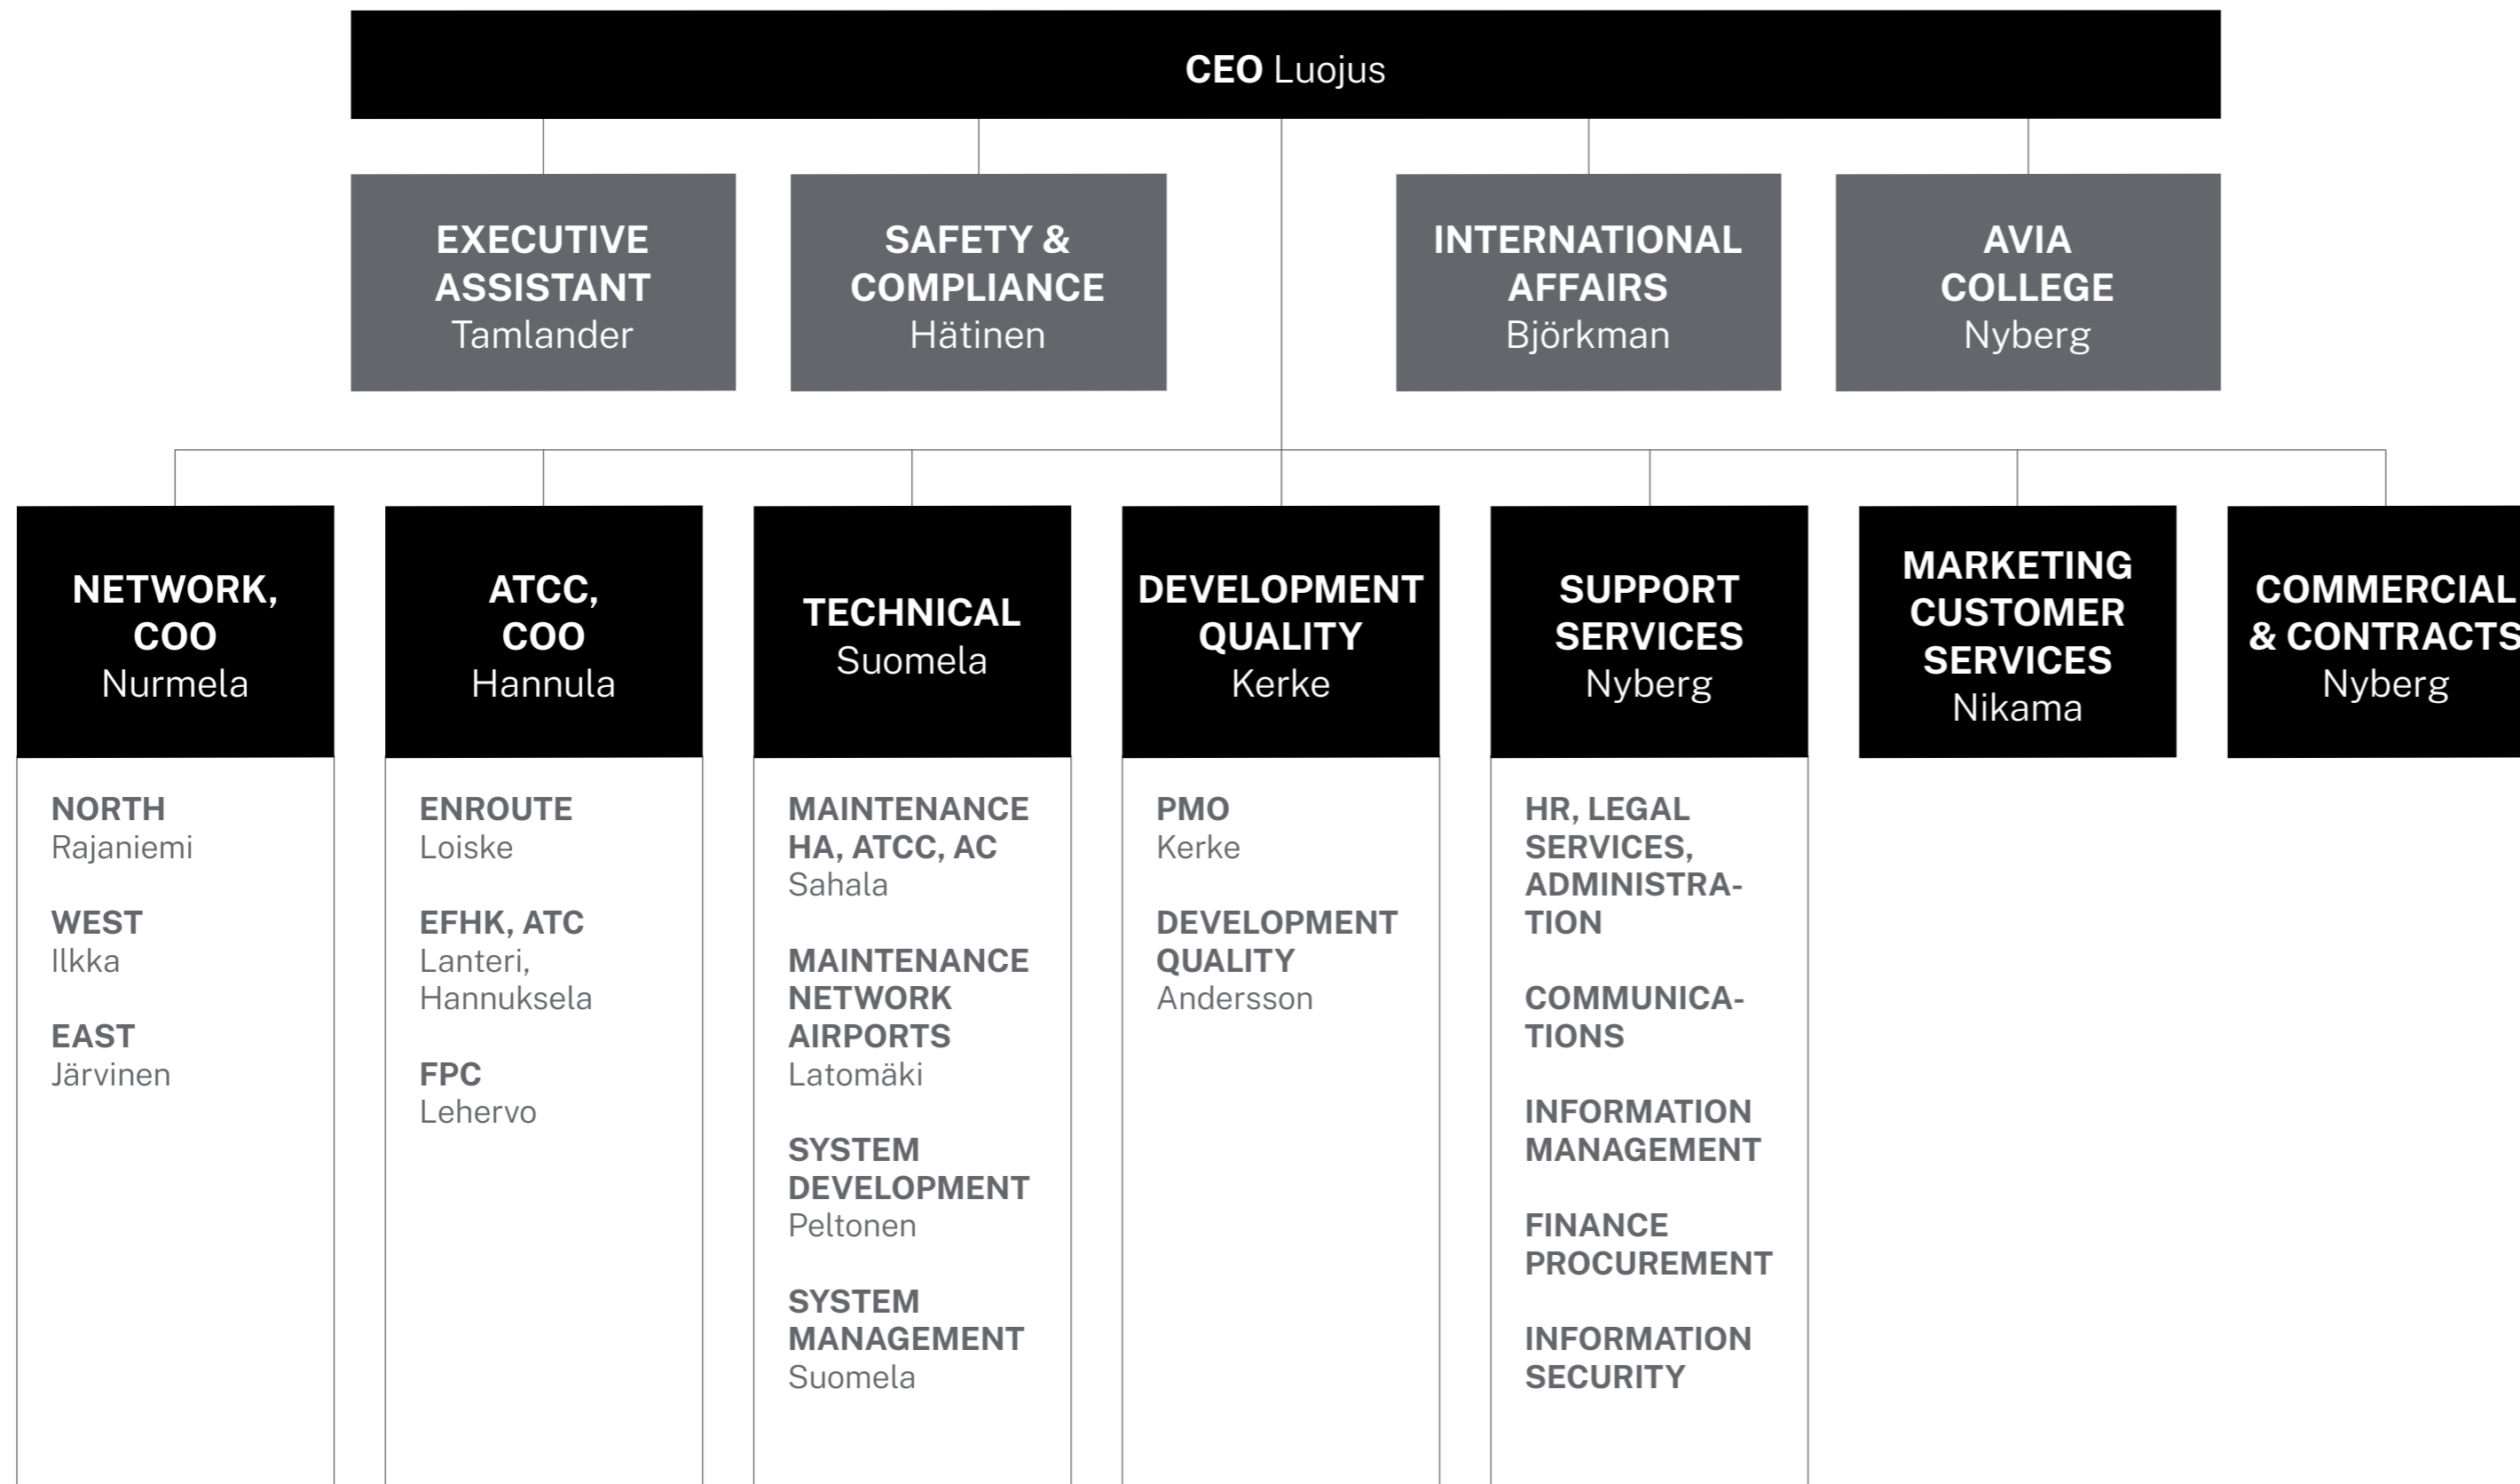 CEO Luojus
EXECUTIVE
ASSISTANT
Tamlander
SAFETY &
COMPLIANCE
Hätinen
INTERNATIONAL
AFFAIRS
Björkman
AVIA
COLLEGE
Nyberg
NETWORK,
COO
Nurmela
ATCC,
COO
Hannula
TECHNICAL
Suomela
DEVELOPMENT
QUALITY
Kerke
SUPPORT
SERVICES
Nyberg
MARKETING
CUSTOMER
SERVICES
Nikama
COMMERCIAL
& CONTRACTS
Nyberg
NORTH
Rajaniemi
WEST
Ilkka
EAST
Järvinen
ENROUTE
Loiske
EFHK, ATC
Lanteri,
Hannuksela
FPC
Lehervo
MAINTENANCE
HA, ATCC, AC
Sahala
MAINTENANCE
NETWORK
AIRPORTS
Latomäki
SYSTEM
DEVELOPMENT
Peltonen
SYSTEM
MANAGEMENT
Suomela
PMO
Kerke
DEVELOPMENT
QUALITY
Andersson
HR, LEGAL
SERVICES,
ADMINISTRA-
TION
COMMUNICA-
TIONS
INFORMATION
MANAGEMENT
FINANCE
PROCUREMENT
INFORMATION
SECURITY